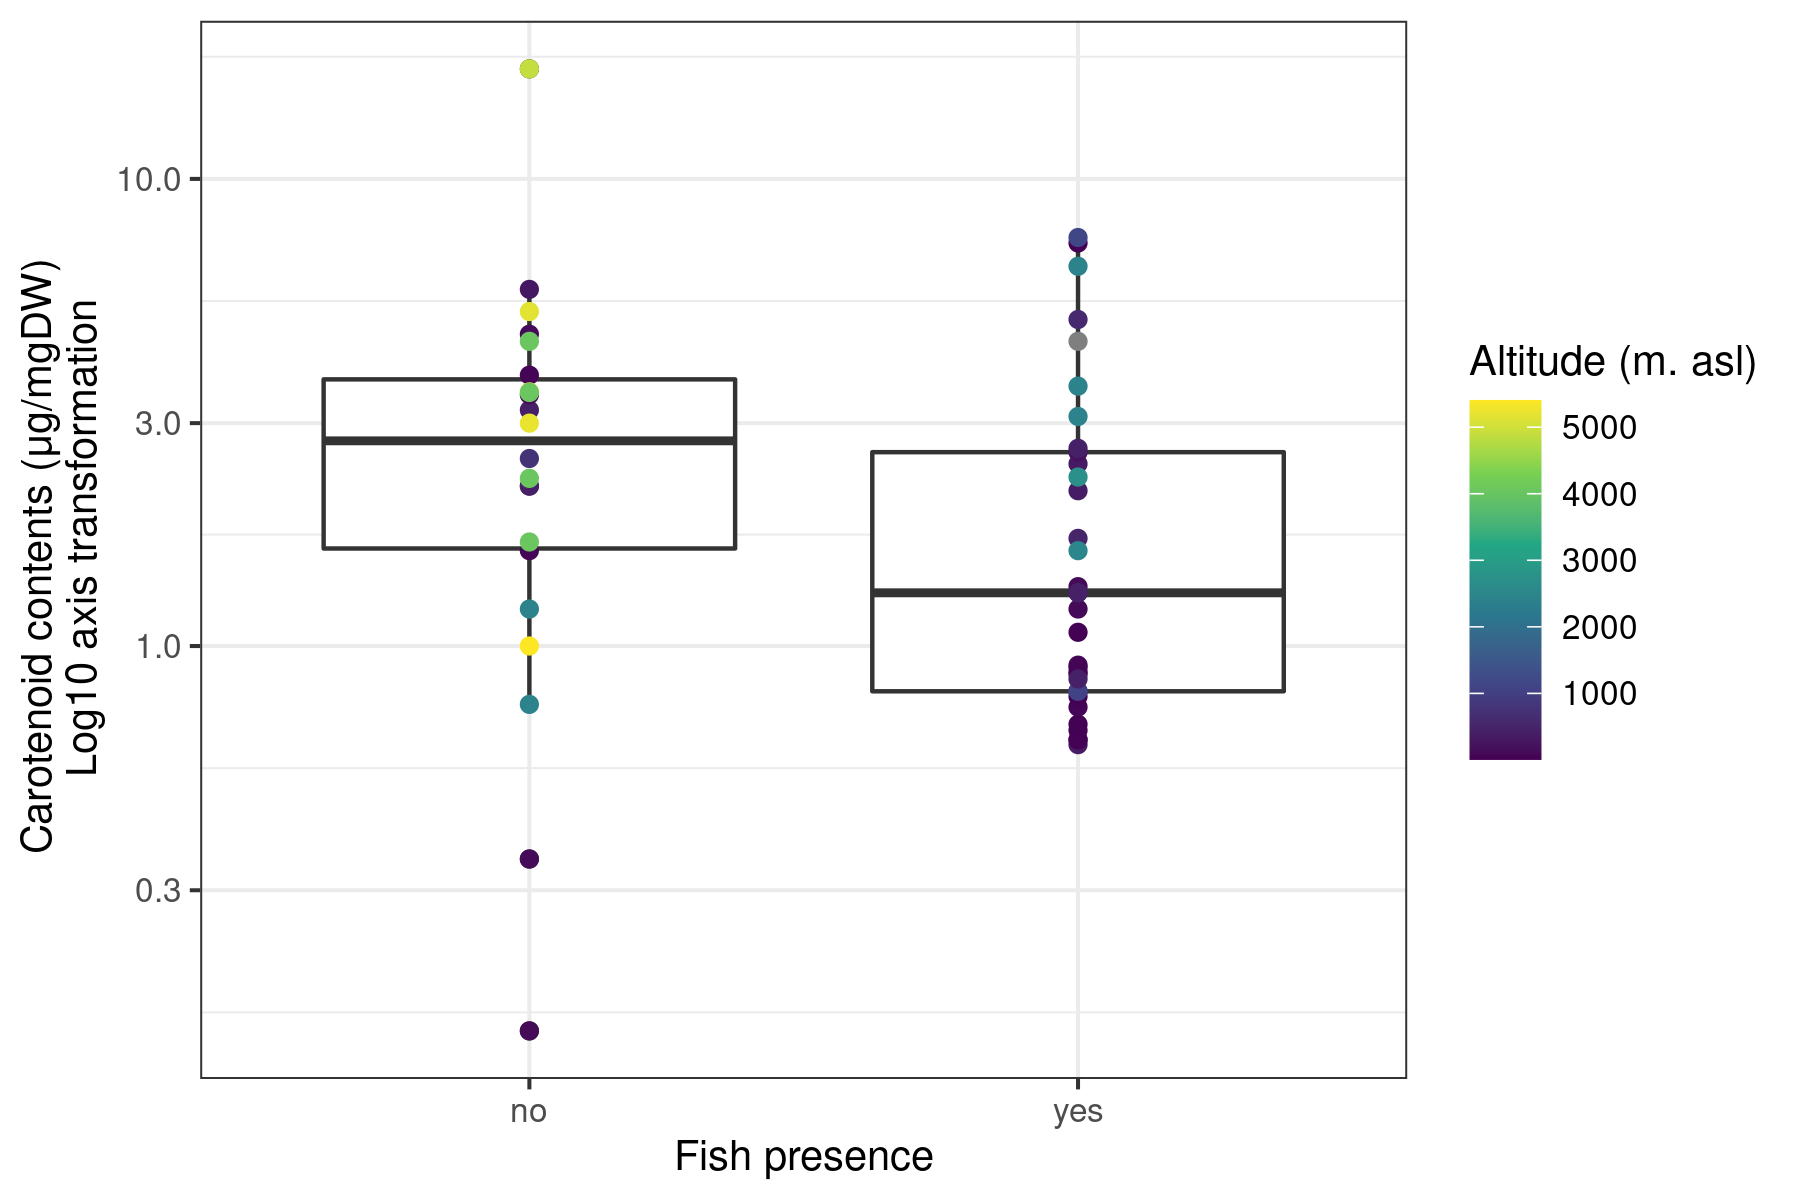 Carotenoid contents (µg/mgDW)
Log10 axis transformation
10.0
3.0
1.0
0.3
no
yes
Fish presence
Altitude (m. asl)
5000
4000
3000
2000
1000